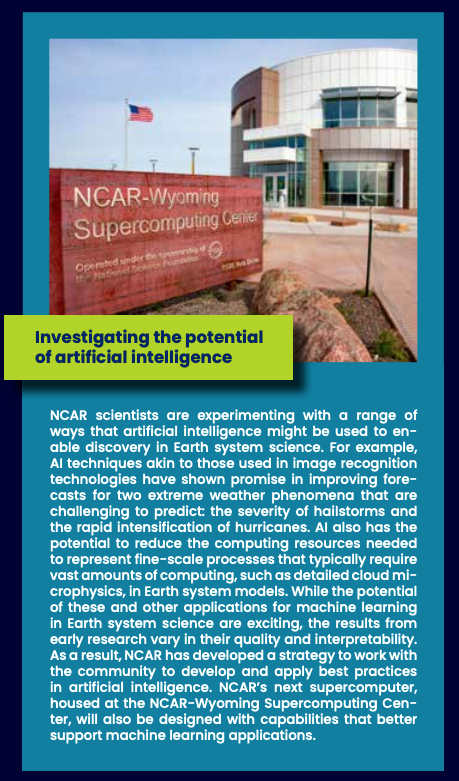 NCAR-Wyoming
Supercomputing Center
Operated under the sponsorship of
the National Science Foundation
Investigating the potential
of artificial intelligence
NCAR scientists are experimenting with a range of
ways that artificial intelligence might be used to en-
able discovery in Earth system science. For example,
AI techniques akin to those used in image recognition
technologies have shown promise in improving fore-
casts for two extreme weather phenomena that are
challenging to predict: the severity of hailstorms and
the rapid intensification of hurricanes. AI also has the
potential to reduce the computing resources needed
to represent fine-scale processes that typically require
vast amounts of computing, such as detailed cloud mi-
crophysics, in Earth system models. While the potential
of these and other applications for machine learning
in Earth system science are exciting, the results from
early research vary in their quality and interpretability.
As a result, NCAR has developed a strategy to work with
the community to develop and apply best practices
in artificial intelligence. NCAR's next supercomputer,
housed at the NCAR-Wyoming Supercomputing Cen-
ter, will also be designed with capabilities that better
support machine learning applications.